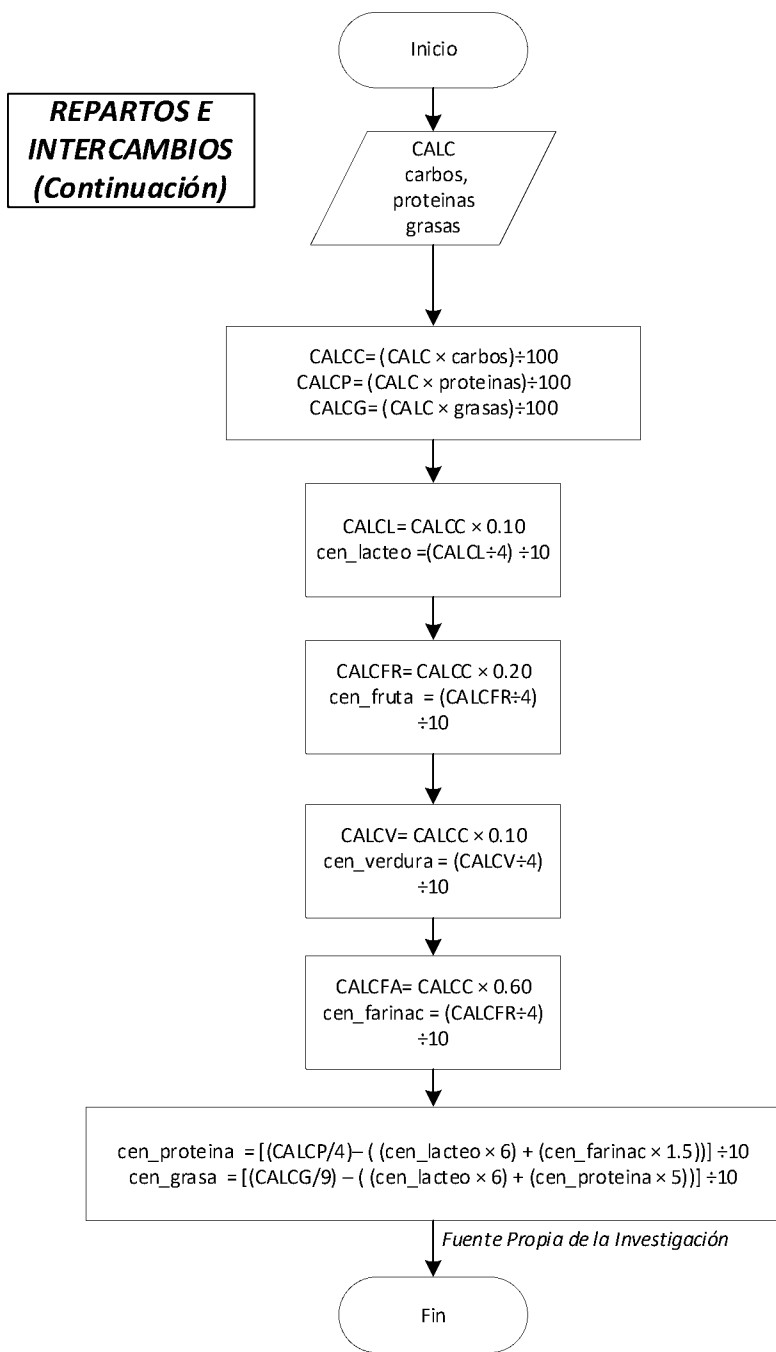 Inicio
REPARTOS E
INTERCAMBIOS
(Continuación)
CALC
carbos,
proteinas
grasas
CALCC= (CALC × carbos)÷100
CALCP= (CALC × proteinas)÷100
CALCG= (CALC × grasas)÷100
CALCL= CALCC × 0.10
cen_lacteo =(CALCL÷4) ÷10
CALCFR= CALCC × 0.20
cen_fruta = (CALCFR÷4)
÷10
CALCV= CALCC × 0.10
cen_verdura = (CALCV÷4)
÷10
CALCFA= CALCC × 0.60
cen_farinac = (CALCFR÷4)
÷10
cen_proteina = [(CALCP/4)– ( (cen_lacteo × 6) + (cen_farinac × 1.5))] ÷10
cen_grasa = [(CALCG/9) – ( (cen_lacteo × 6) + (cen_proteina × 5))] ÷10
Fuente Propia de la Investigación
Fin